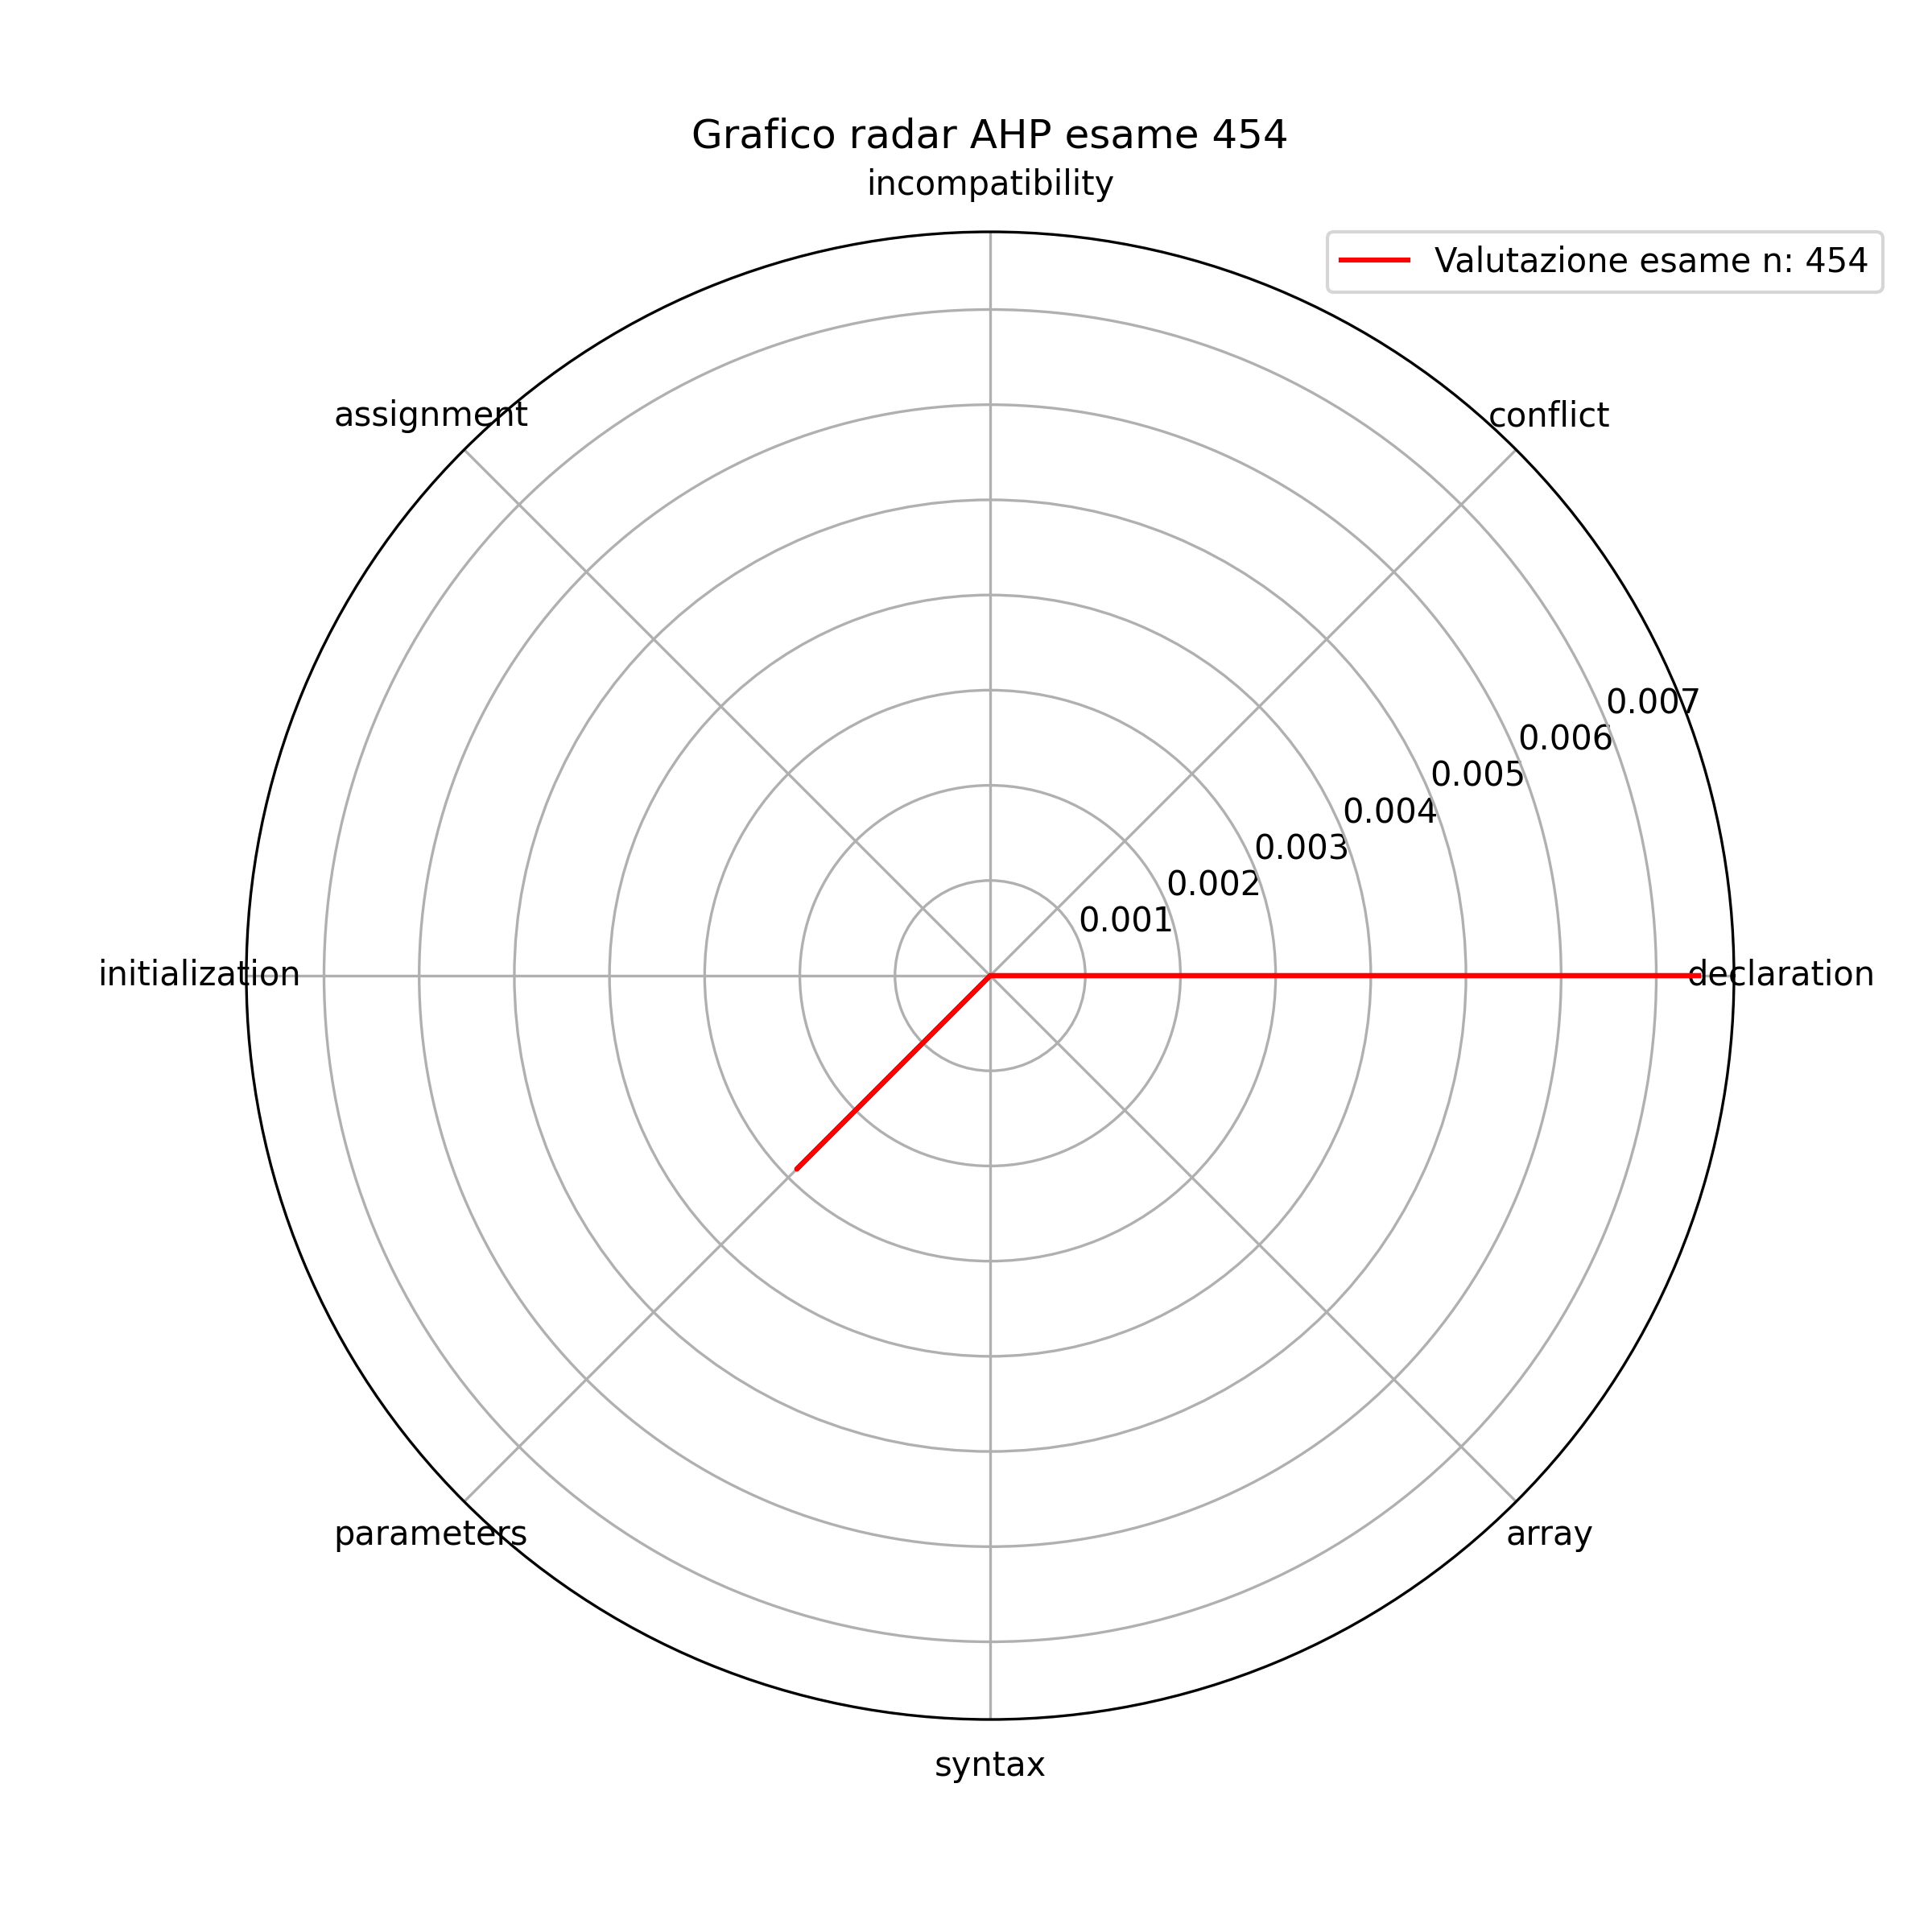 Grafico radar AHP esame 454
incompatibility
Valutazione esame n: 454
assignment
conflict
0.007
0.006
0.005
0.004
0.003
0.002
0.001
initialization
declaration
parameters
array
syntax